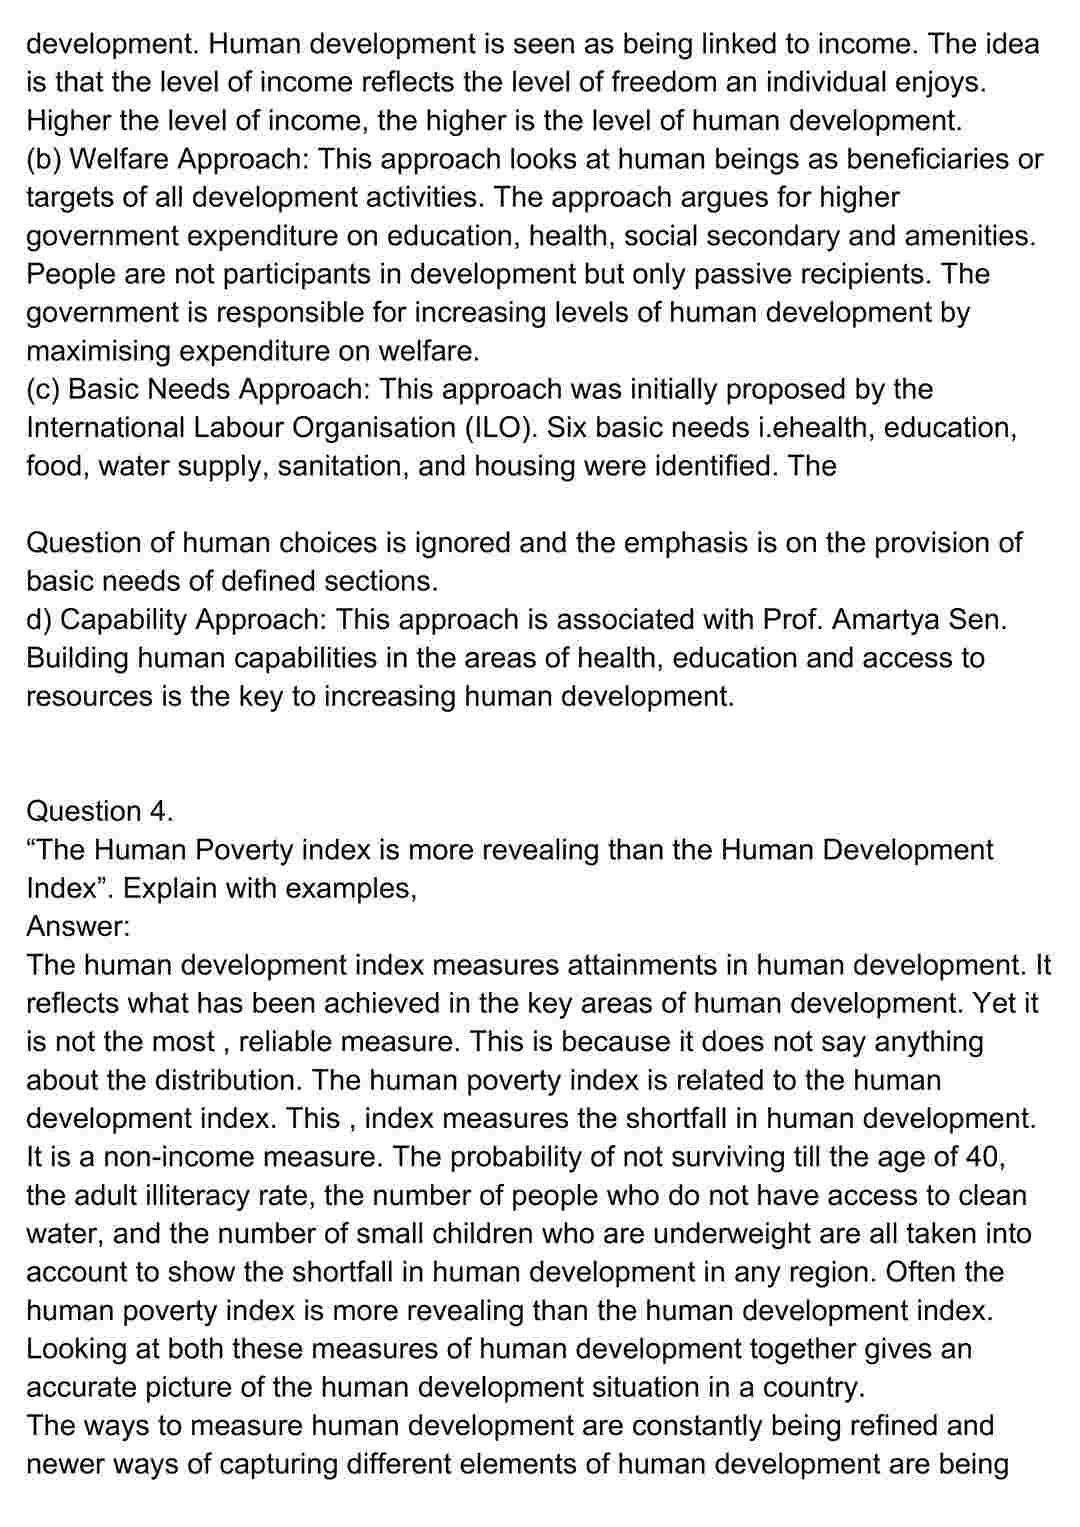 development. Human development is seen as being linked to income. The idea
is that the level of income reflects the level of freedom an individual enjoys.
Higher the level of income, the higher is the level of human development.
(b) Welfare Approach: This approach looks at human beings as beneficiaries or
targets of all development activities. The approach argues for higher
government expenditure on education, health, social secondary and amenities.
People are not participants in development but only passive recipients. The
government is responsible for increasing levels of human development by
maximising expenditure on welfare.
(c) Basic Needs Approach: This approach was initially proposed by the
International Labour Organisation (ILO). Six basic needs i.ehealth, education,
food, water supply, sanitation, and housing were identified. The
Question of human choices is ignored and the emphasis is on the provision of
basic needs of defined sections.
d) Capability Approach: This approach is associated with Prof. Amartya Sen.
Building human capabilities in the areas of health, education and access to
resources is the key to increasing human development.
Question 4.
“The Human Poverty index is more revealing than the Human Development
Index”. Explain with examples,
Answer:
The human development index measures attainments in human development. It
reflects what has been achieved in the key areas of human development. Yet it
is not the most , reliable measure. This is because it does not say anything
about the distribution. The human poverty index is related to the human
development index. This , index measures the shortfall in human development.
It is a non-income measure. The probability of not surviving till the age of 40,
the adult illiteracy rate, the number of people who do not have access to clean
water, and the number of small children who are underweight are all taken into
account to show the shortfall in human development in any region. Often the
human poverty index is more revealing than the human development index.
Looking at both these measures of human development together gives an
accurate picture of the human development situation in a country.
The ways to measure human development are constantly being refined and
newer ways of capturing different elements of human development are being